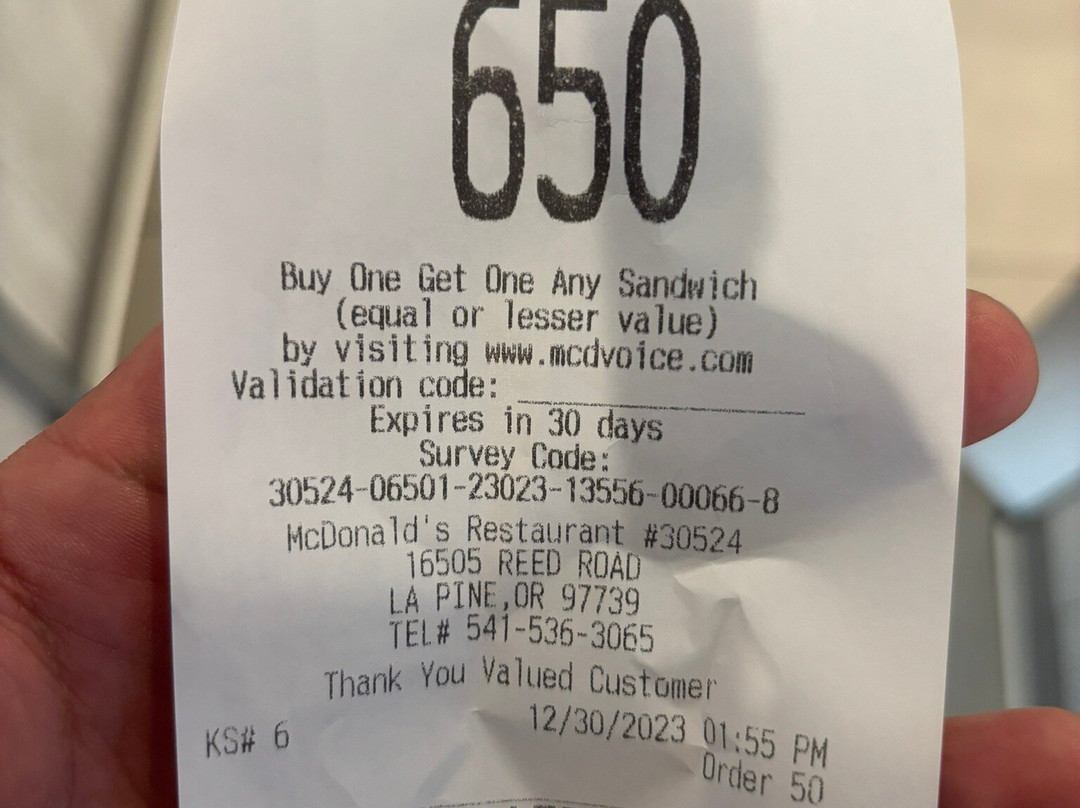 650
Buy One Get One Any Sandwich
(equal or lesser value)
by visiting www.mcdvoice.com
Validation code:
Expires in 30 days
Survey Code:
30524-06501-23023-13556-00066-8
McDonald's Restaurant #30524
16505 REED ROAD
LA PINE,OR 97739
TEL# 541-536-3065
Thank You Valued Customer
KS# 6 12/30/2023 01:55 PM
Order 50